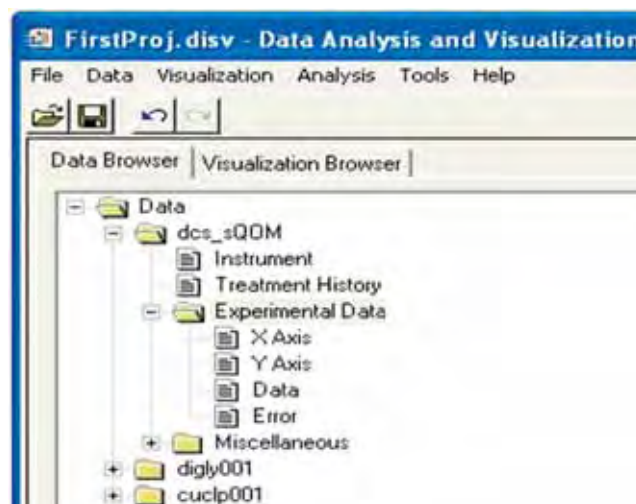 FirstProj.disv - Data Analysis and Visualization
File Data Visualization Analysis Tools Help
Data Browser Visualization Browser
Data
dcs_sQOM
Instrument
Treatment History
Experimental Data
X Axis
Y Axis
Data
Error
Miscellaneous
digly001
cuclp001